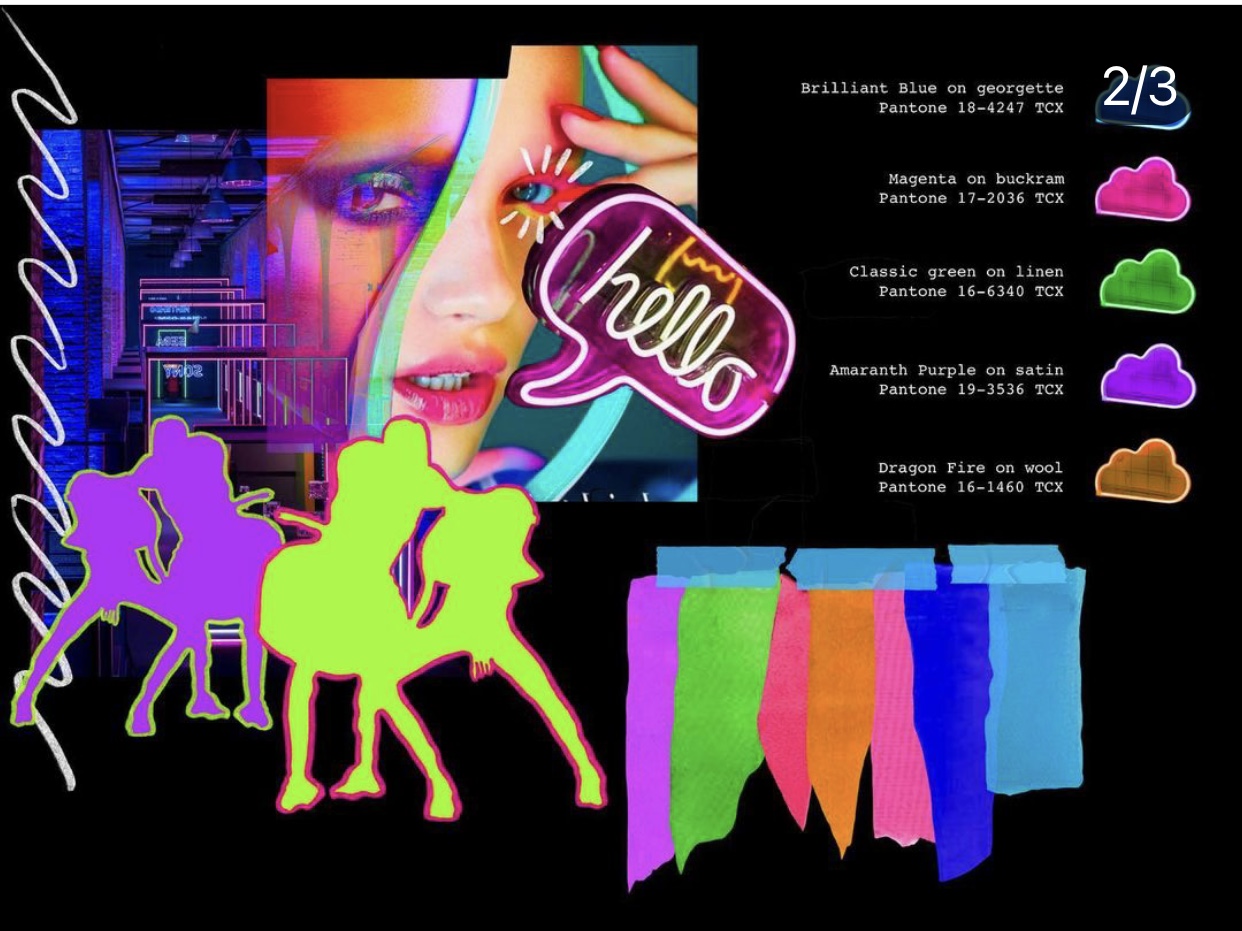 2/3
Brilliant Blue on georgette
Pantone 18-4247 TCX
Magenta on buckram
Pantone 17-2036 TCX
hello
Classic green on linen
Pantone 16-6340 TCX
Amaranth Purple on satin
Pantone 19-3536 TCX
Dragon Fire on wool
Pantone 16-1460 TCX